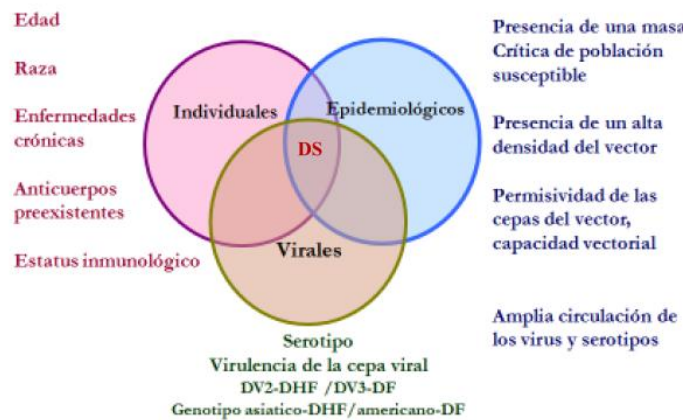 Edad
Raza
Enfermedades
crónicas
Anticuerpos
preexistentes
Estatus inmunológico
Individuales
Epidemiológicos
DS
Virales
Presencia de una masa
Crítica de población
susceptible
Presencia de un alta
densidad del vector
Permisividad de las
cepas del vector,
capacidad vectorial
Amplia circulación de
los virus y serotipos
Serotipo
Virulencia de la cepa viral
DV2-DHF /DV3-DF
Genotipo asiatico-DHF/americano-DF